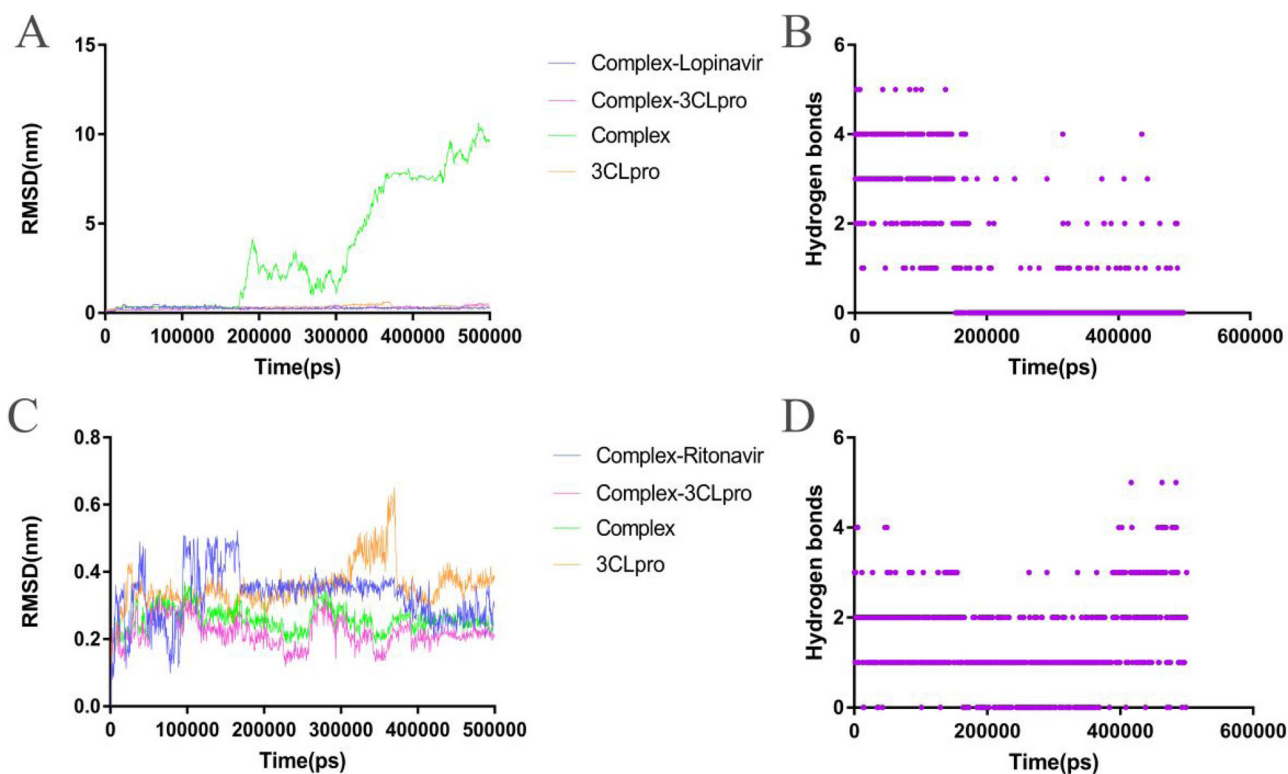 A
15
10
5
0
RMSD(nm)
0 100000 200000 300000 400000 500000
Time(ps)
Complex-Lopinavir
Complex-3CLpro
Complex
3CLpro
B
6
4
2
0
Hydrogen bonds
0 200000 400000 600000
Time(ps)
C
0.8
0.6
0.4
0.2
0.0
RMSD(nm)
0 100000 200000 300000 400000 500000
Time(ps)
Complex-Ritonavir
Complex-3CLpro
Complex
3CLpro
D
6
4
2
0
Hydrogen bonds
0 200000 400000 600000
Time(ps)